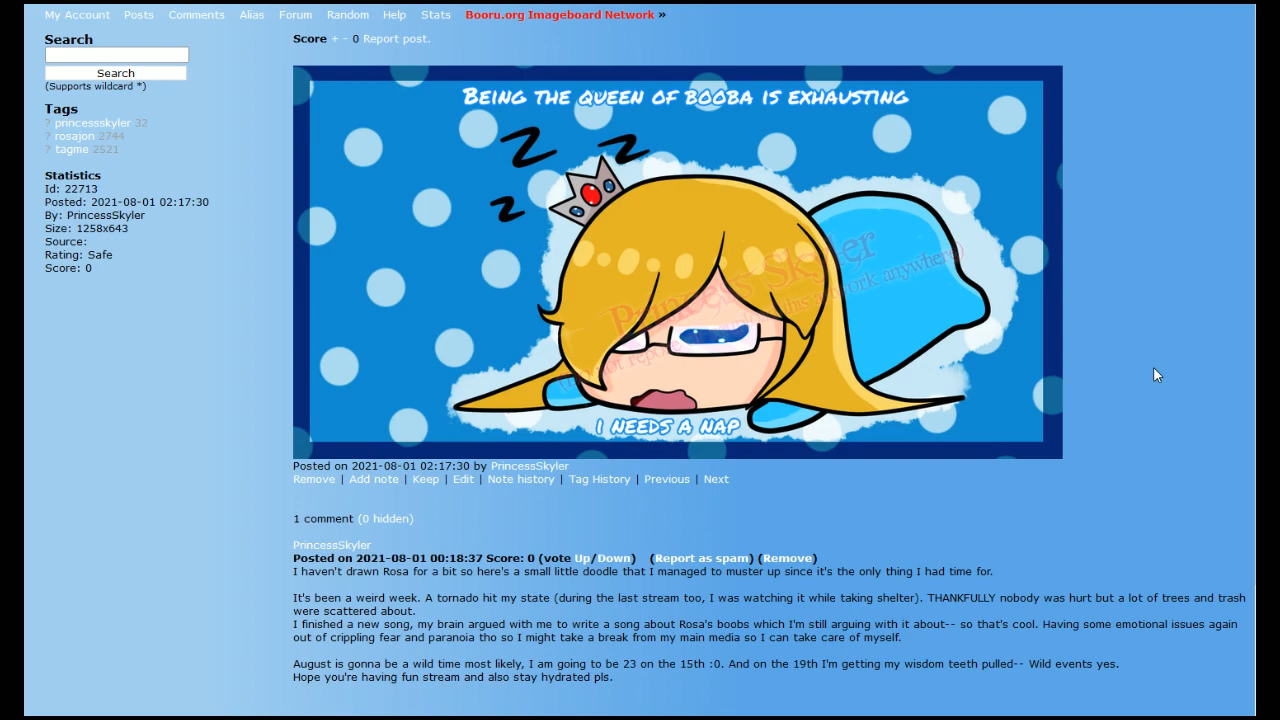 My Account Posts Comments Alias Forum Random Help Stats Booru.org Imageboard Network »
Search
Search
(Supports wildcard *)
Tags
? princessskyler 32
? rosajon 2744
? tagme 2521
Statistics
Id: 22713
Posted: 2021-08-01 02:17:30
By: PrincessSkyler
Size: 1258x643
Source:
Rating: Safe
Score: 0
Score + - 0 Report post.
Being the queen of booba is exhausting
Z Z
Z
Princess Skyler
I needs a nap
Posted on 2021-08-01 02:17:30 by PrincessSkyler
Remove | Add note | Keep | Edit | Note history | Tag History | Previous | Next
1 comment (0 hidden)
PrincessSkyler
Posted on 2021-08-01 00:18:37 Score: 0 (vote Up/Down) (Report as spam) (Remove)
I haven't drawn Rosa for a bit so here's a small little doodle that I managed to muster up since it's the only thing I had time for.
It's been a weird week. A tornado hit my state (during the last stream too, I was watching it while taking shelter). THANKFULLY nobody was hurt but a lot of trees and trash
were scattered about.
I finished a new song, my brain argued with me to write a song about Rosa's boobs which I'm still arguing with it about-- so that's cool. Having some emotional issues again
out of crippling fear and paranoia tho so I might take a break from my main media so I can take care of myself.
August is gonna be a wild time most likely, I am going to be 23 on the 15th :0. And on the 19th I'm getting my wisdom teeth pulled-- Wild events yes.
Hope you're having fun stream and also stay hydrated pls.